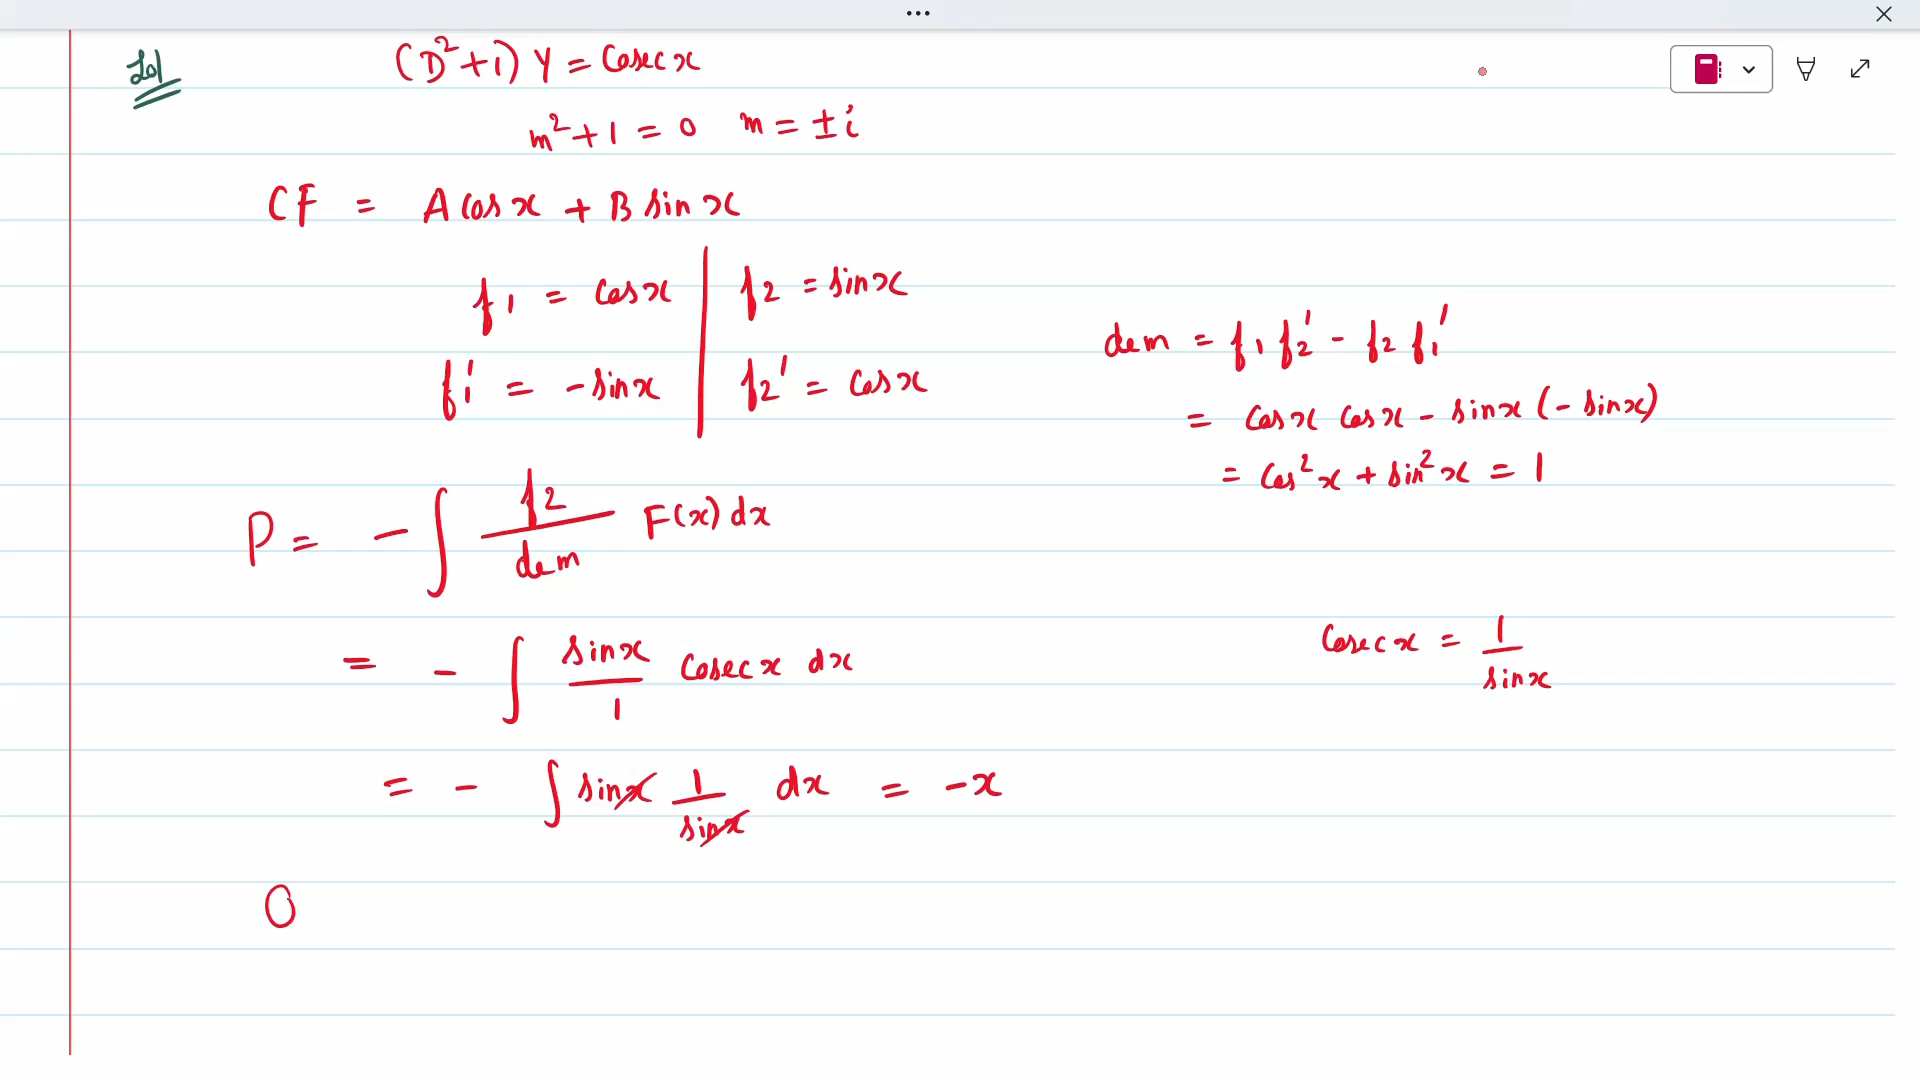 Sol
(D²+1) Y = Cosec x
m²+1 = 0   m = ±i
CF = A cos x + B sin x
f1 = cos x | f2 = sin x
f1' = -sin x | f2' = cos x
dem = f1 f2' - f2 f1'
= cos x cos x - sin x (- sin x)
= cos² x + sin² x = 1
P = - ∫ f2/dem F(x) dx
= - ∫ sin x/1 cosec x dx
Cosec x = 1/sin x
= - ∫ sin x 1/sin x dx = -x